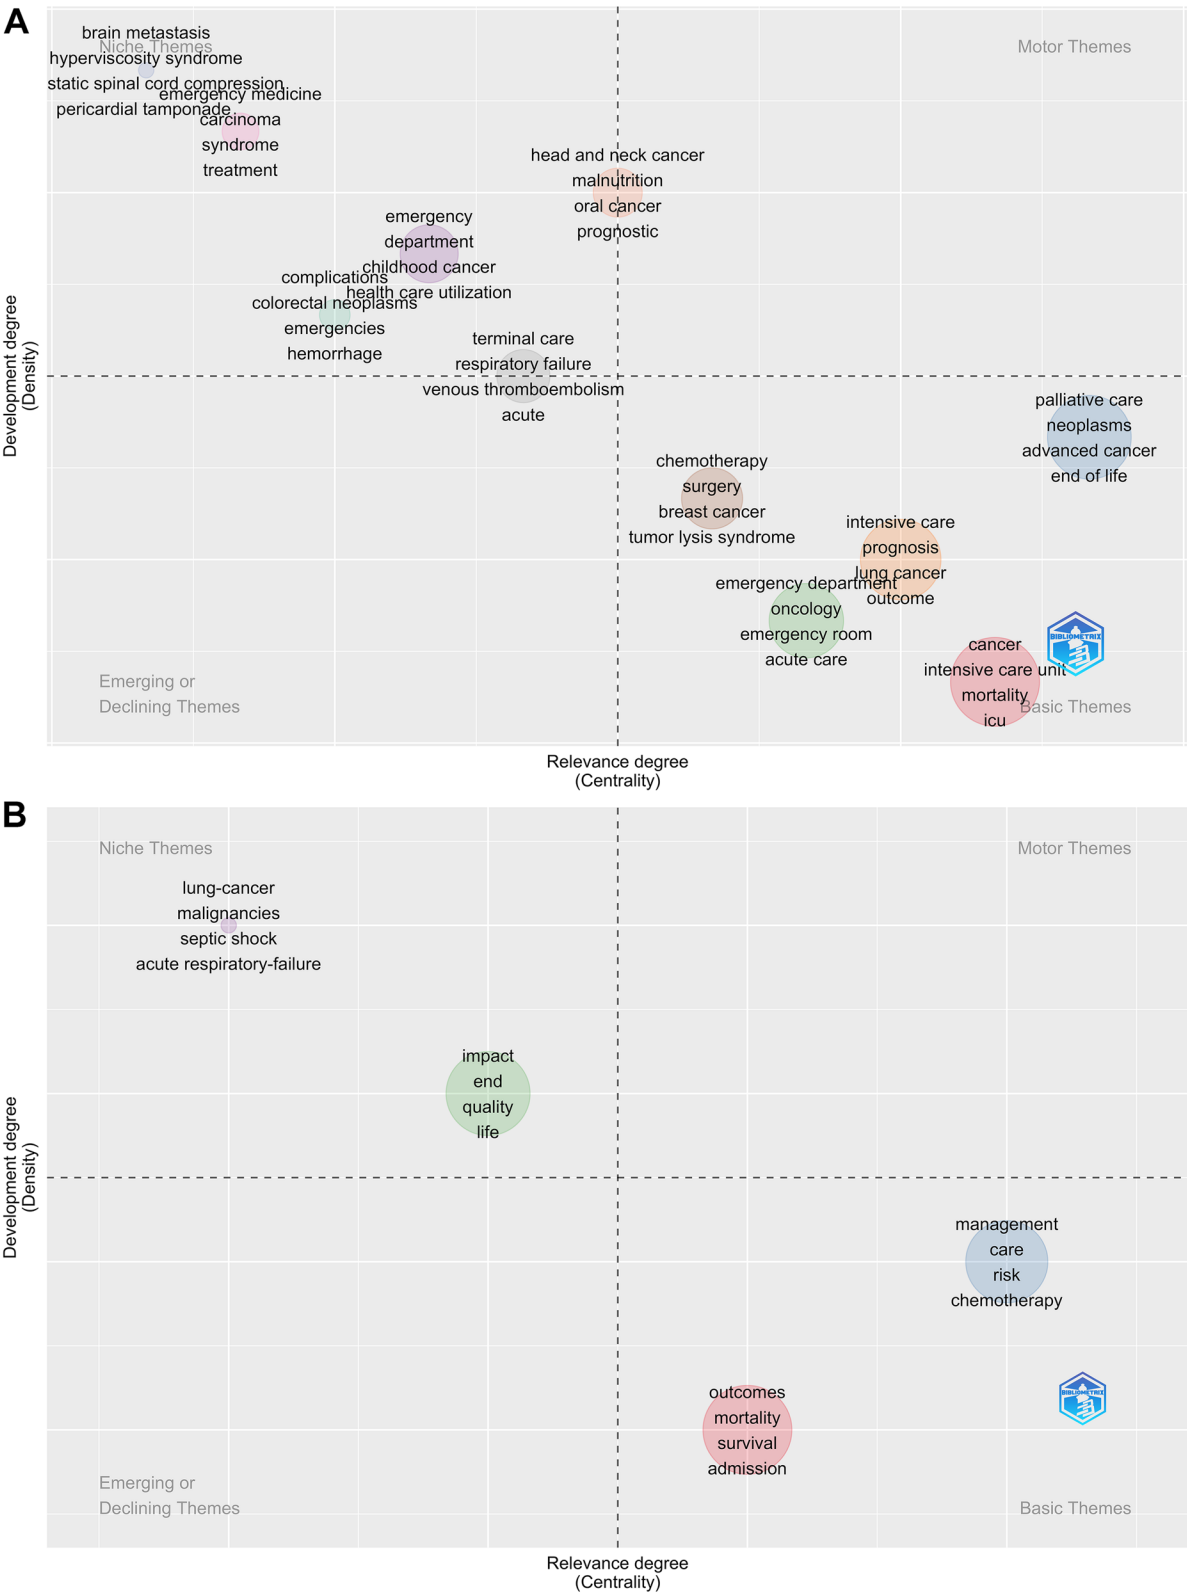 A
brain metastasis
Niche Themes
hyperviscosity syndrome
static spinal cord compression
pericardial tamponade
emergency medicine
carcinoma
syndrome
treatment
Motor Themes
head and neck cancer
malnutrition
oral cancer
prognostic
emergency
department
childhood cancer
health care utilization
complications
colorectal neoplasms
emergencies
hemorrhage
terminal care
respiratory failure
venous thromboembolism
acute
palliative care
neoplasms
advanced cancer
end of life
chemotherapy
surgery
breast cancer
tumor lysis syndrome
intensive care
prognosis
lung cancer
outcome
emergency department
oncology
emergency room
acute care
cancer
intensive care unit
mortality
icu
BIBLIOMETRIX
Emerging or
Declining Themes
Basic Themes
Development degree
(Density)
Relevance degree
(Centrality)
B
Niche Themes
Motor Themes
lung-cancer
malignancies
septic shock
acute respiratory-failure
impact
end
quality
life
management
care
risk
chemotherapy
outcomes
mortality
survival
admission
BIBLIOMETRIX
Emerging or
Declining Themes
Basic Themes
Development degree
(Density)
Relevance degree
(Centrality)